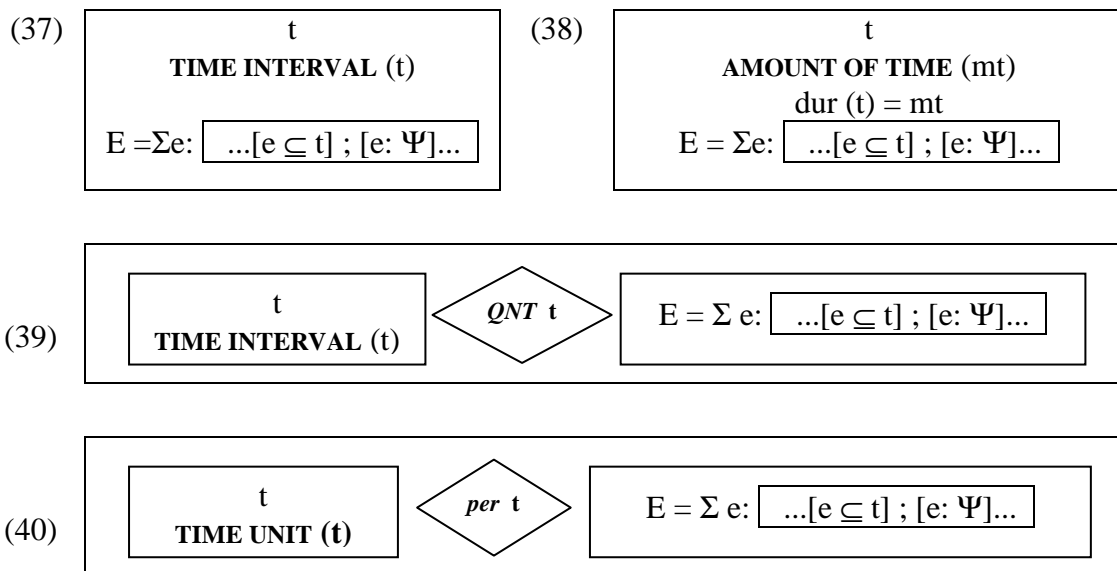 (37) t (38) t
TIME INTERVAL (t) AMOUNT OF TIME (mt)
dur (t) = mt
E =Σe: ...[e ⊆ t] ; [e: Ψ]... E = Σe: ...[e ⊆ t] ; [e: Ψ]...
(39) t QNT t E = Σ e: ...[e ⊆ t] ; [e: Ψ]...
TIME INTERVAL (t)
(40) t per t E = Σ e: ...[e ⊆ t] ; [e: Ψ]...
TIME UNIT (t)